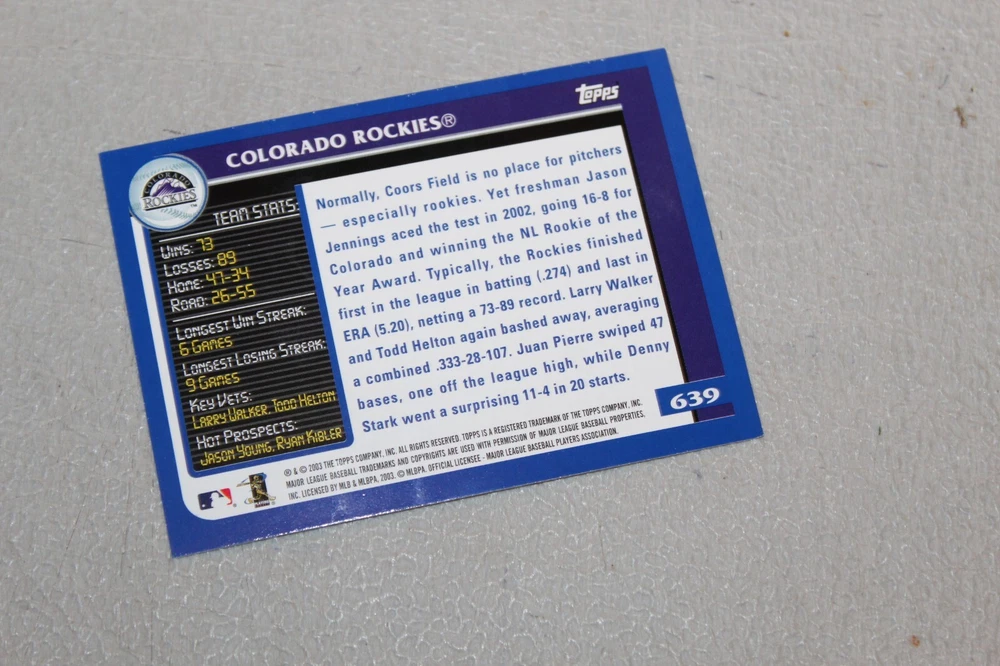 topps
COLORADO ROCKIES®
COLORADO
ROCKIES
TM
TEAM STATS:
WINS: 73
LOSSES: 89
HOME: 47-34
ROAD: 26-55
LONGEST WIN STREAK:
6 GAMES
LONGEST LOSING STREAK:
9 GAMES
KEY VETS:
LARRY WALKER, TODD HELTON
HOT PROSPECTS:
JASON YOUNG, RYAN KIBLER
Normally, Coors Field is no place for pitchers
— especially rookies. Yet freshman Jason
Jennings aced the test in 2002, going 16-8 for
Colorado and winning the NL Rookie of the
Year Award. Typically, the Rockies finished
first in the league in batting (.274) and last in
ERA (5.20), netting a 73-89 record. Larry Walker
and Todd Helton again bashed away, averaging
a combined .333-28-107. Juan Pierre swiped 47
bases, one off the league high, while Denny
Stark went a surprising 11-4 in 20 starts.
639
® & © 2003 THE TOPPS COMPANY, INC. ALL RIGHTS RESERVED. TOPPS IS A REGISTERED TRADEMARK OF THE TOPPS COMPANY, INC.
MAJOR LEAGUE BASEBALL TRADEMARKS AND COPYRIGHTS ARE USED WITH PERMISSION OF MAJOR LEAGUE BASEBALL PROPERTIES,
INC. LICENSED BY MLB & MLBPA, 2003. © MLBPA. OFFICIAL LICENSEE - MAJOR LEAGUE BASEBALL PLAYERS ASSOCIATION.